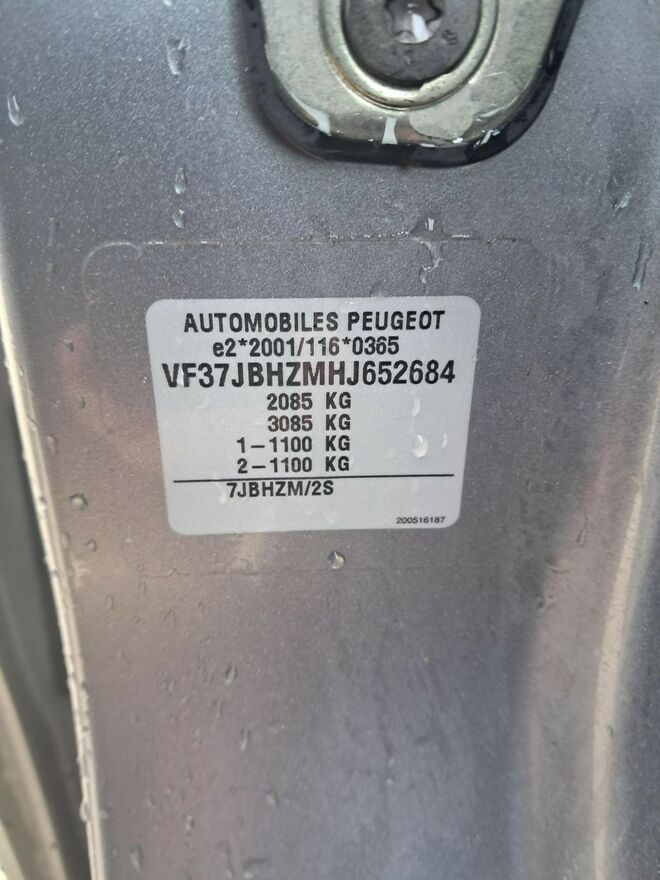 AUTOMOBILES PEUGEOT
e2*2001/116*0365
VF37JBHZMHJ652684
2085 KG
3085 KG
1-1100 KG
2-1100 KG
7JBHZM/2S
200516187